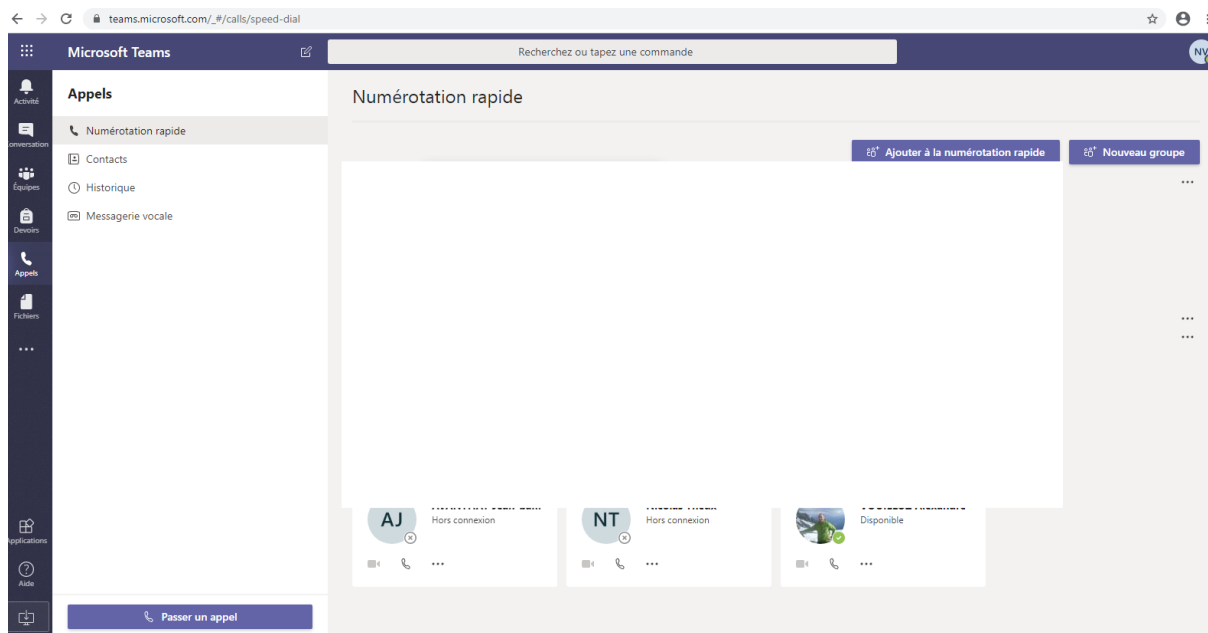 teams.microsoft.com/_#/calls/speed-dial
Microsoft Teams
Recherchez ou tapez une commande
NV
Activité
onversation
Équipes
Devoirs
Appels
Fichiers
pplications
Aide
Appels
Numérotation rapide
Contacts
Historique
Messagerie vocale
Passer un appel
Numérotation rapide
Ajouter à la numérotation rapide
Nouveau groupe
AJ
Hors connexion
NT
Hors connexion
Disponible